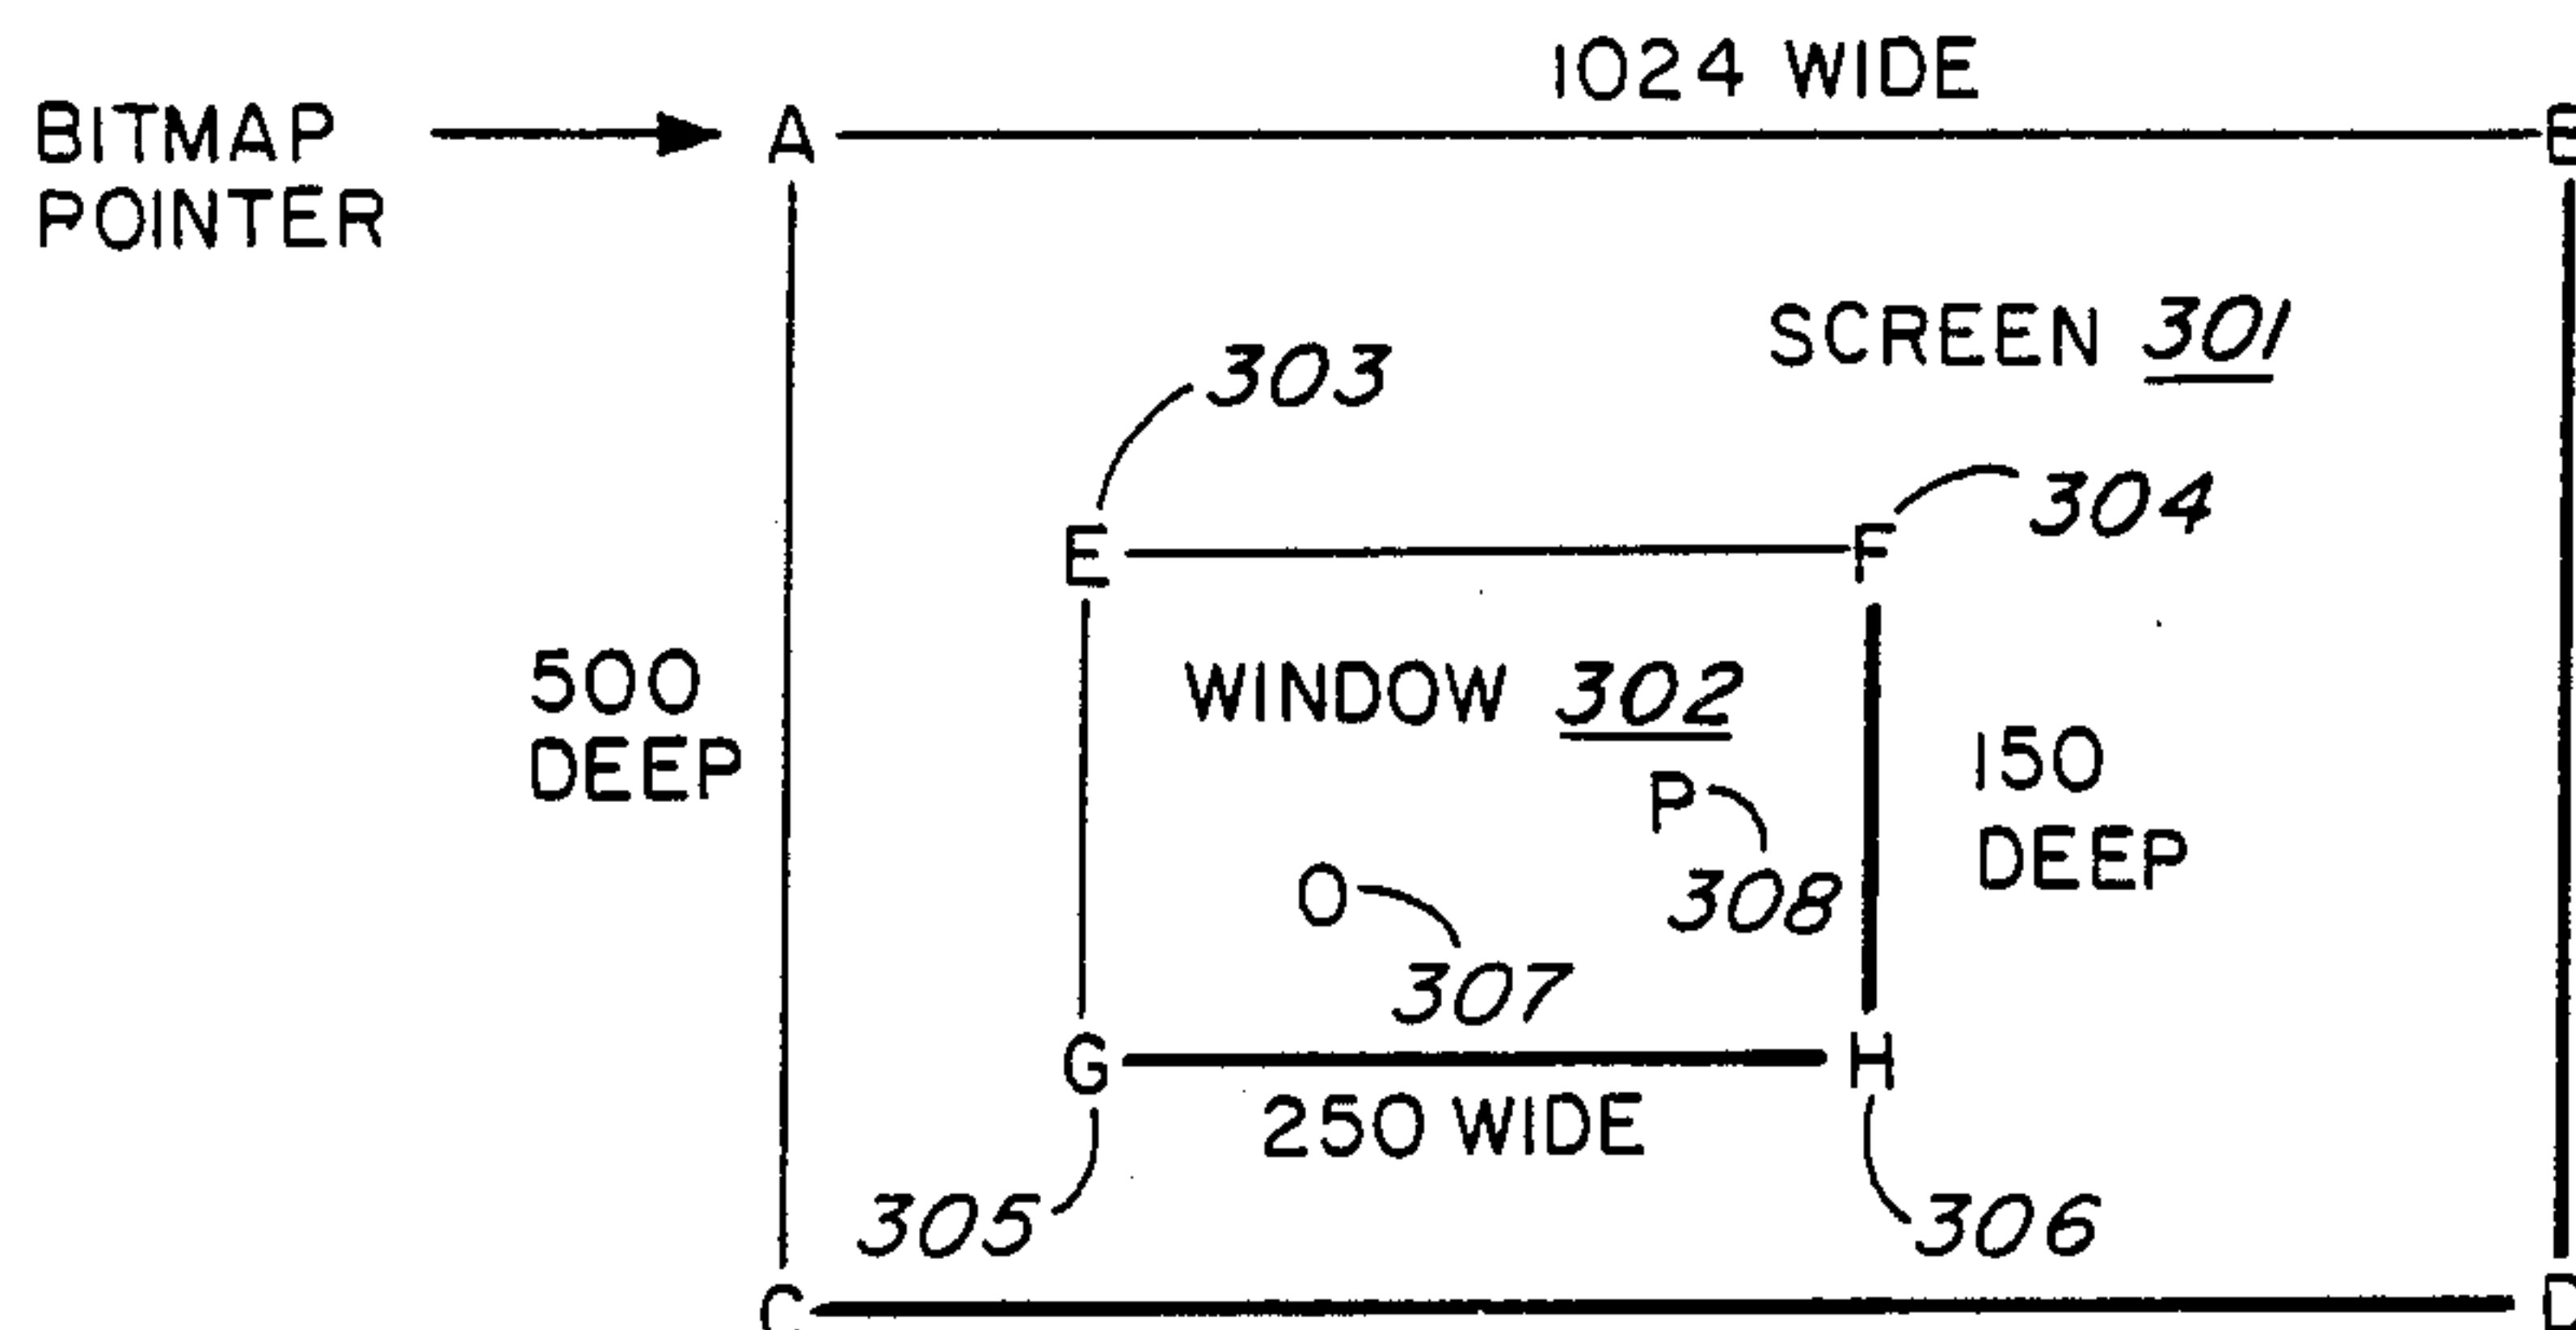 1024 WIDE
BITMAP
POINTER
A
B
SCREEN 301
303
304
E
F
500
DEEP
WINDOW 302
150
DEEP
P
308
O
307
G
H
250 WIDE
305
306
C
D